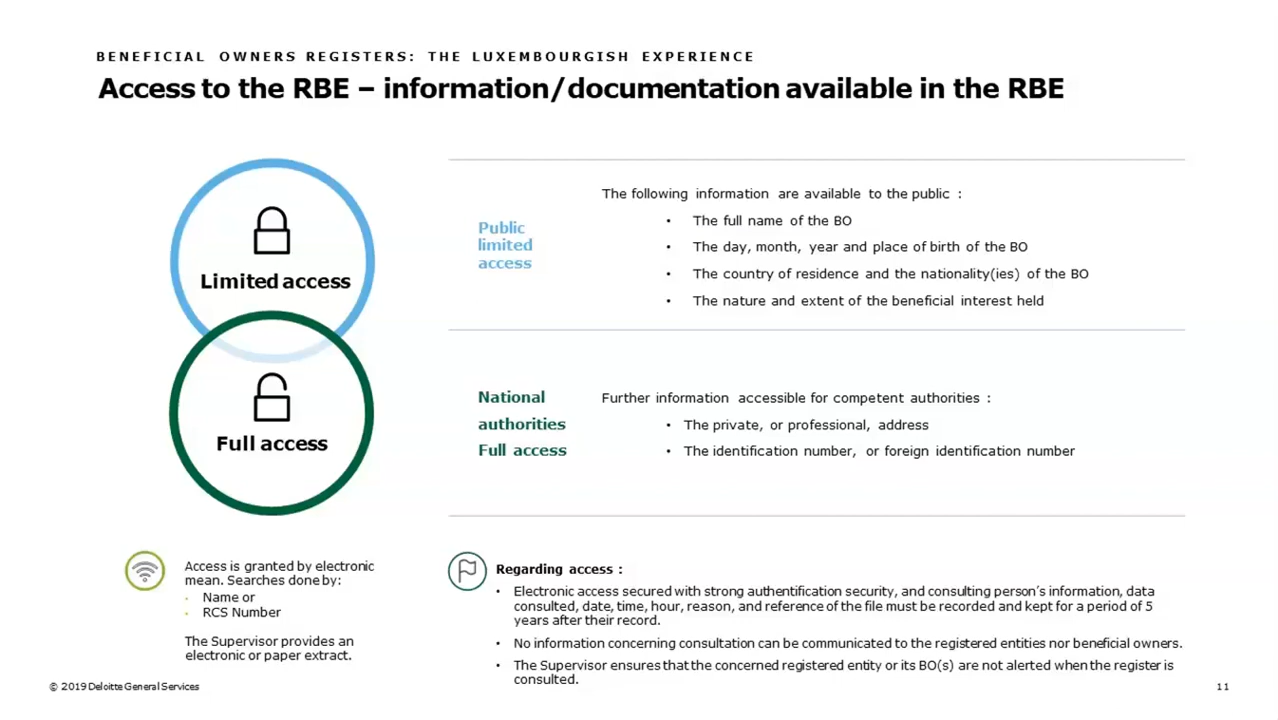 BENEFICIAL OWNERS REGISTERS: THE LUXEMBOURGISH EXPERIENCE
Access to the RBE – information/documentation available in the RBE
Limited access
Full access
Public
limited
access
The following information are available to the public :
• The full name of the BO
• The day, month, year and place of birth of the BO
• The country of residence and the nationality(ies) of the BO
• The nature and extent of the beneficial interest held
National
authorities
Full access
Further information accessible for competent authorities :
• The private, or professional, address
• The identification number, or foreign identification number
Access is granted by electronic
mean. Searches done by:
• Name or
• RCS Number
The Supervisor provides an
electronic or paper extract.
Regarding access :
• Electronic access secured with strong authentification security, and consulting person's information, data
consulted, date, time, hour, reason, and reference of the file must be recorded and kept for a period of 5
years after their record.
• No information concerning consultation can be communicated to the registered entities nor beneficial owners.
• The Supervisor ensures that the concerned registered entity or its BO(s) are not alerted when the register is
consulted.
© 2019 Deloitte General Services
11